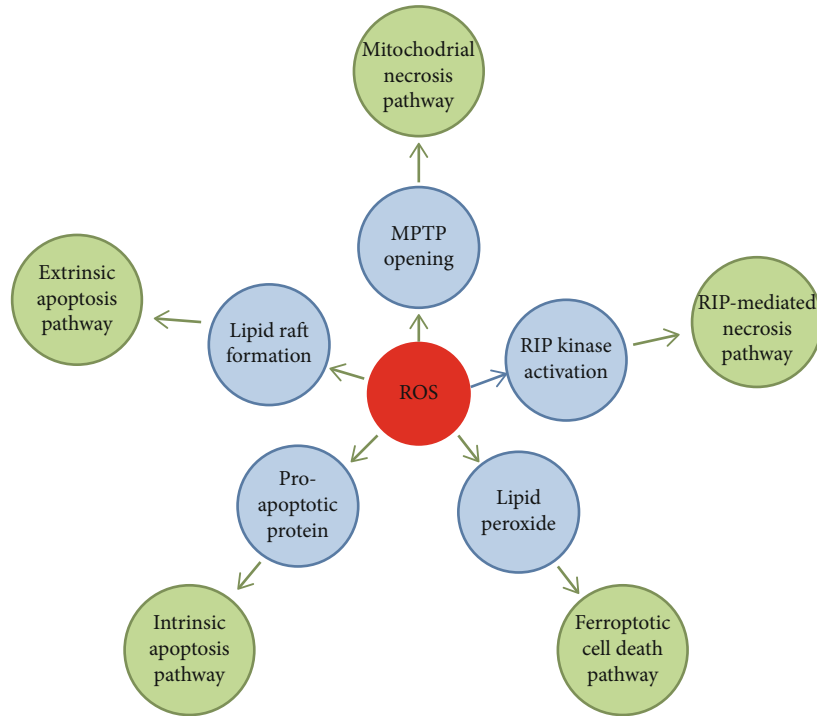 Mitochodrial
necrosis
pathway
MPTP
opening
Extrinsic
apoptosis
pathway
Lipid raft
formation
RIP kinase
activation
RIP-mediated
necrosis
pathway
ROS
Pro-
apoptotic
protein
Lipid
peroxide
Intrinsic
apoptosis
pathway
Ferroptotic
cell death
pathway